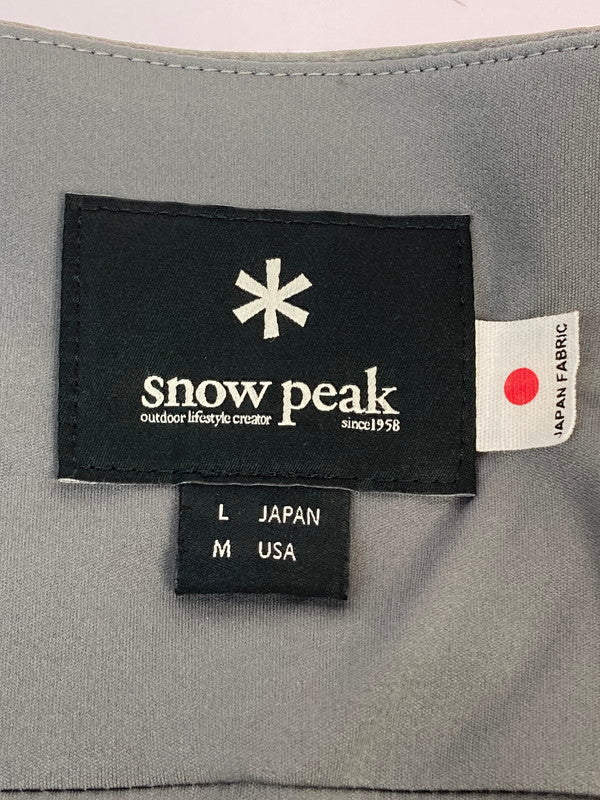 snow peak
outdoor lifestyle creator since1958
JAPAN FABRIC
L JAPAN
M USA